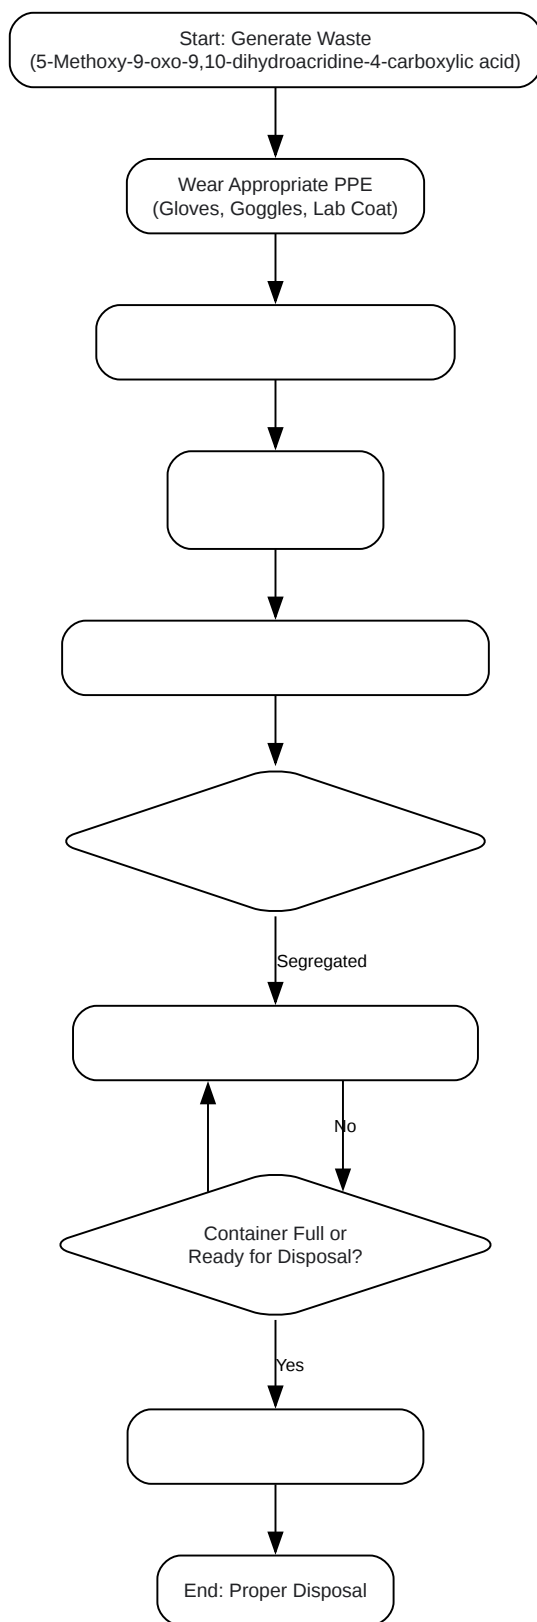 Start: Generate Waste
(5-Methoxy-9-oxo-9,10-dihydroacridine-4-carboxylic acid)
Wear Appropriate PPE
(Gloves, Goggles, Lab Coat)
Segregated
No
Container Full or
Ready for Disposal?
Yes
End: Proper Disposal